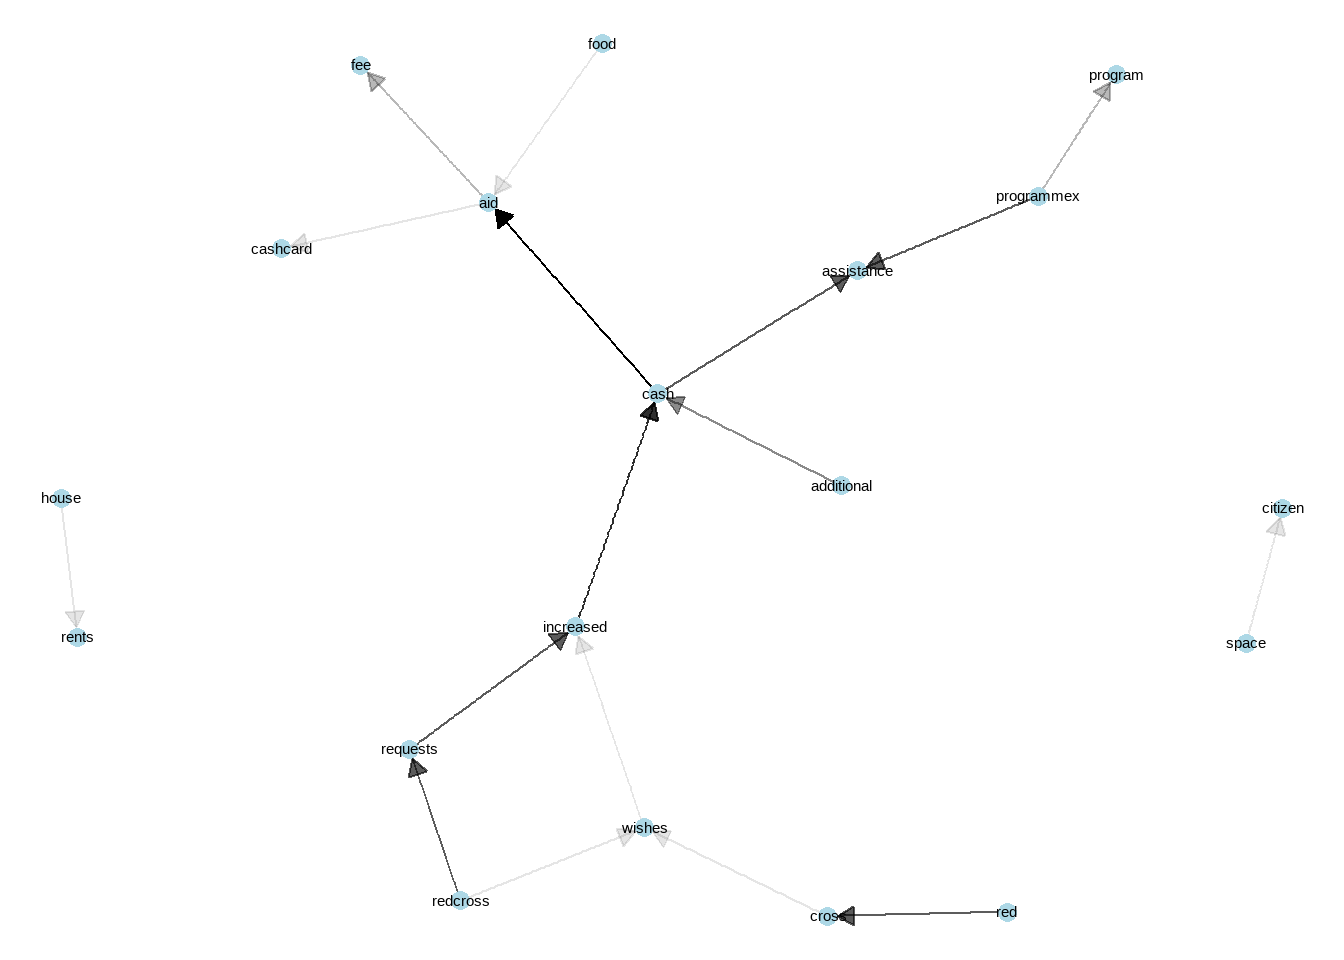 food
fee
program
programmex
aid
cashcard
assistance
cash
additional
house
citizen
increased
rents
space
requests
wishes
redcross
cross
red